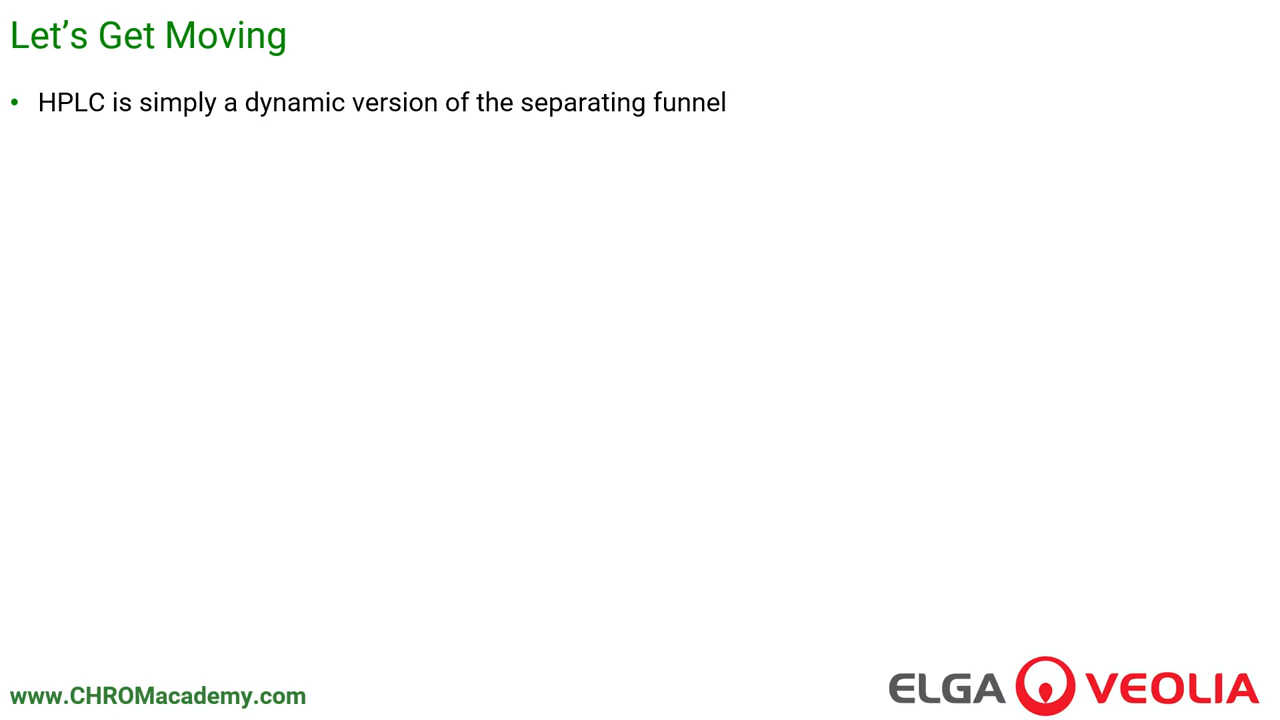 Let’s Get Moving
• HPLC is simply a dynamic version of the separating funnel
www.CHROMacademy.com
ELGA VEOLIA